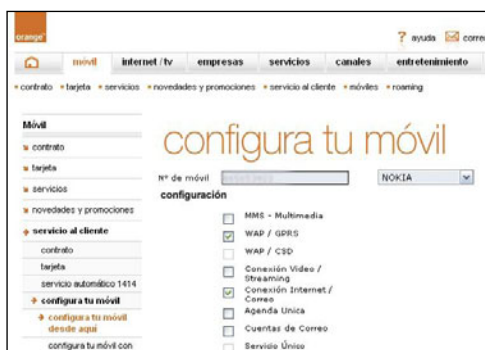 orange
ayuda correo
móvil internet / tv empresas servicios canales entretenimiento
contrato tarjeta servicios novedades y promociones servicio al cliente móviles roaming
Móvil
contrato
tarjeta
servicios
novedades y promociones
servicio al cliente
contrato
tarjeta
servicio automático 1414
configura tu móvil
configura tu móvil
desde aquí
configura tu móvil con
configura tu móvil
Nº de móvil NOKIA
configuración
MMS - Multimedia
WAP / GPRS
WAP / CSD
Conexión Video /
Streaming
Conexión Internet /
Correo
Agenda Unica
Cuentas de Correo
Servicio Único